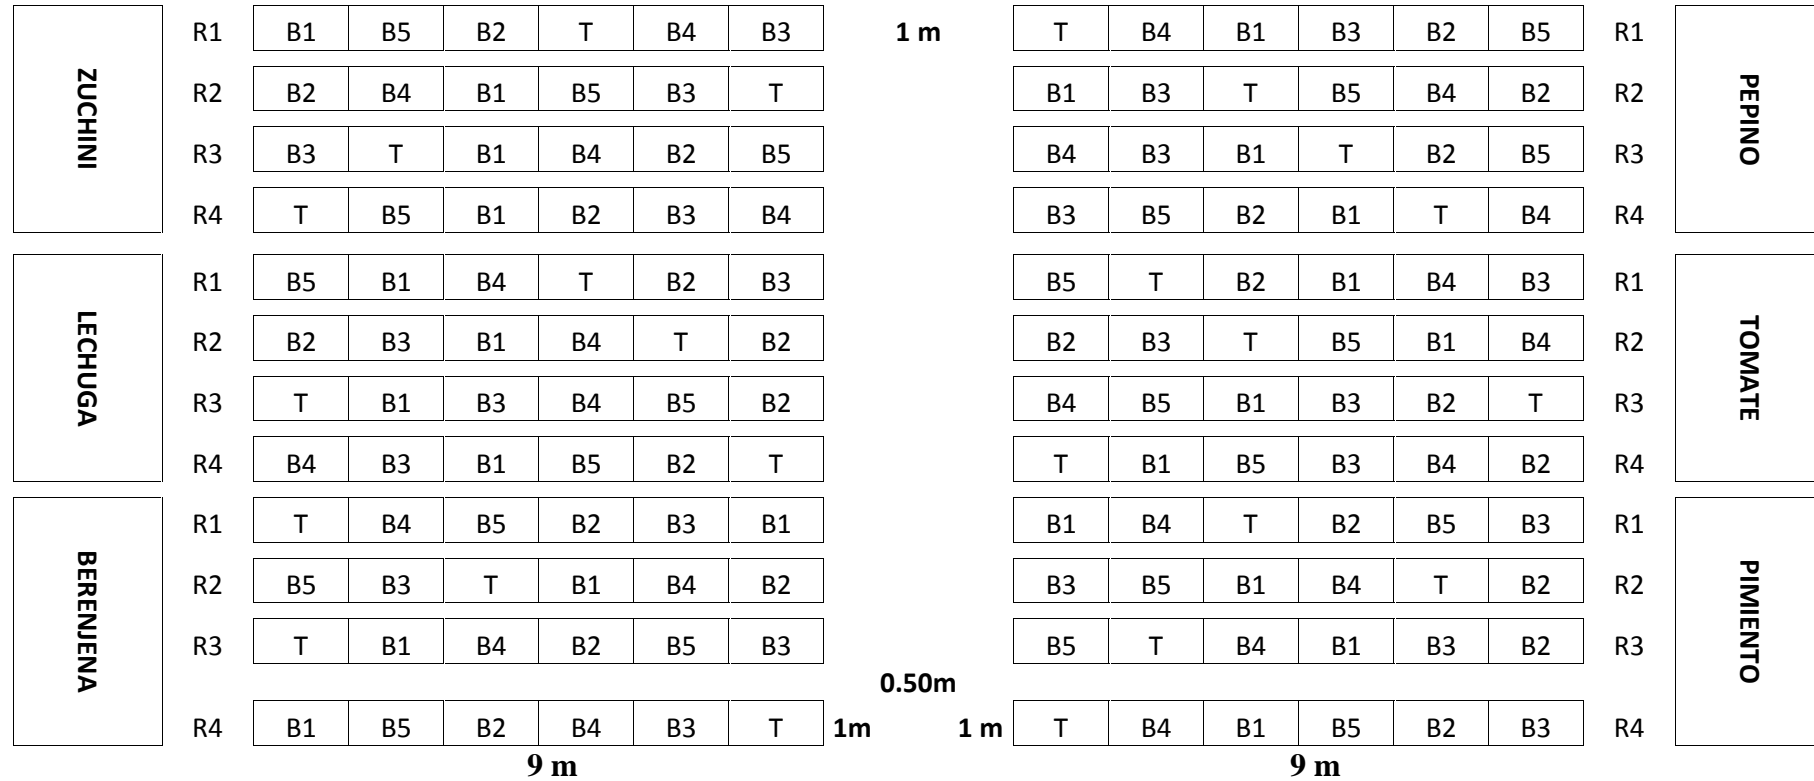 ZUCHINI
R1 B1 B5 B2 T B4 B3 1 m T B4 B1 B3 B2 B5 R1
PEPINO
R2 B2 B4 B1 B5 B3 T B1 B3 T B5 B4 B2 R2
R3 B3 T B1 B4 B2 B5 B4 B3 B1 T B2 B5 R3
R4 T B5 B1 B2 B3 B4 B3 B5 B2 B1 T B4 R4
LECHUGA
R1 B5 B1 B4 T B2 B3 B5 T B2 B1 B4 B3 R1
TOMATE
R2 B2 B3 B1 B4 T B2 B2 B3 T B5 B1 B4 R2
R3 T B1 B3 B4 B5 B2 B4 B5 B1 B3 B2 T R3
R4 B4 B3 B1 B5 B2 T T B1 B5 B3 B4 B2 R4
BERENJENA
R1 T B4 B5 B2 B3 B1 B1 B4 T B2 B5 B3 R1
PIMIENTO
R2 B5 B3 T B1 B4 B2 B3 B5 B1 B4 T B2 R2
R3 T B1 B4 B2 B5 B3 B5 T B4 B1 B3 B2 R3
0.50m
R4 B1 B5 B2 B4 B3 T 1m 1 m T B4 B1 B5 B2 B3 R4
9 m 9 m